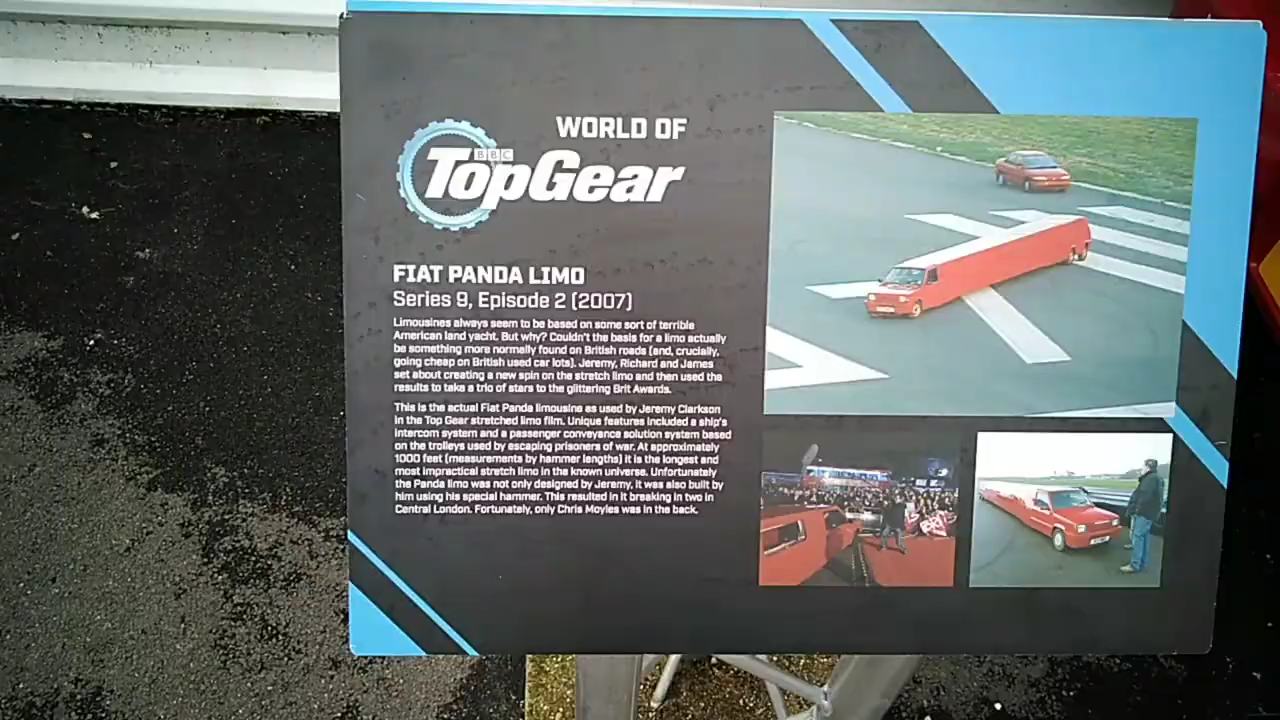 WORLD OF
BBC
TopGear
FIAT PANDA LIMO
Series 9, Episode 2 (2007)
Limousines always seem to be based on some sort of terrible
American land yacht. But why? Couldn't the basis for a limo actually
be something more normally found on British roads (and, crucially,
going cheap on British used car lots). Jeremy, Richard and James
set about creating a new spin on the stretch limo and then used the
results to take a trio of stars to the glittering Brit Awards.
This is the actual Fiat Panda limousine as used by Jeremy Clarkson
in the Top Gear stretched limo film. Unique features included a ship's
intercom system and a passenger conveyance solution system based
on the trolleys used by escaping prisoners of war. At approximately
1000 feet (measurements by hammer lengths) it is the longest and
most impractical stretch limo in the known universe. Unfortunately
the Panda limo was not only designed by Jeremy, it was also built by
him using his special hammer. This resulted in it breaking in two in
Central London. Fortunately, only Chris Moyles was in the back.